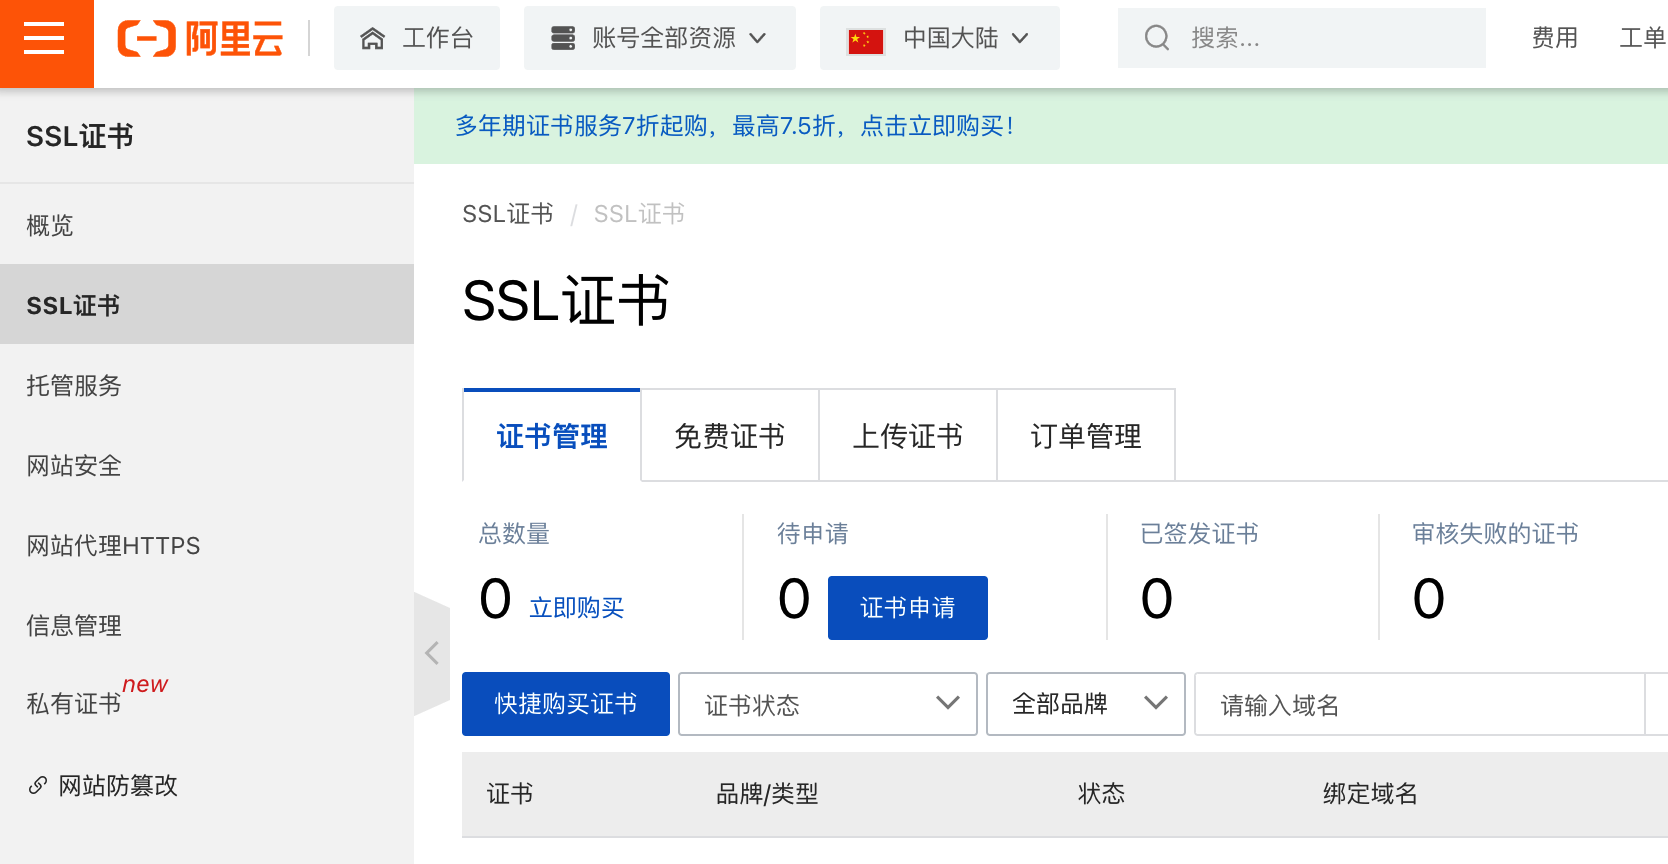 阿里云
工作台
账号全部资源
中国大陆
搜索...
费用
工单
SSL证书
概览
SSL证书
托管服务
网站安全
网站代理HTTPS
信息管理
私有证书 new
网站防篡改
多年期证书服务7折起购，最高7.5折，点击立即购买！
SSL证书 / SSL证书
SSL证书
证书管理
免费证书
上传证书
订单管理
总数量
待申请
已签发证书
审核失败的证书
0 立即购买
0 证书申请
0
0
快捷购买证书
证书状态
全部品牌
请输入域名
证书
品牌/类型
状态
绑定域名